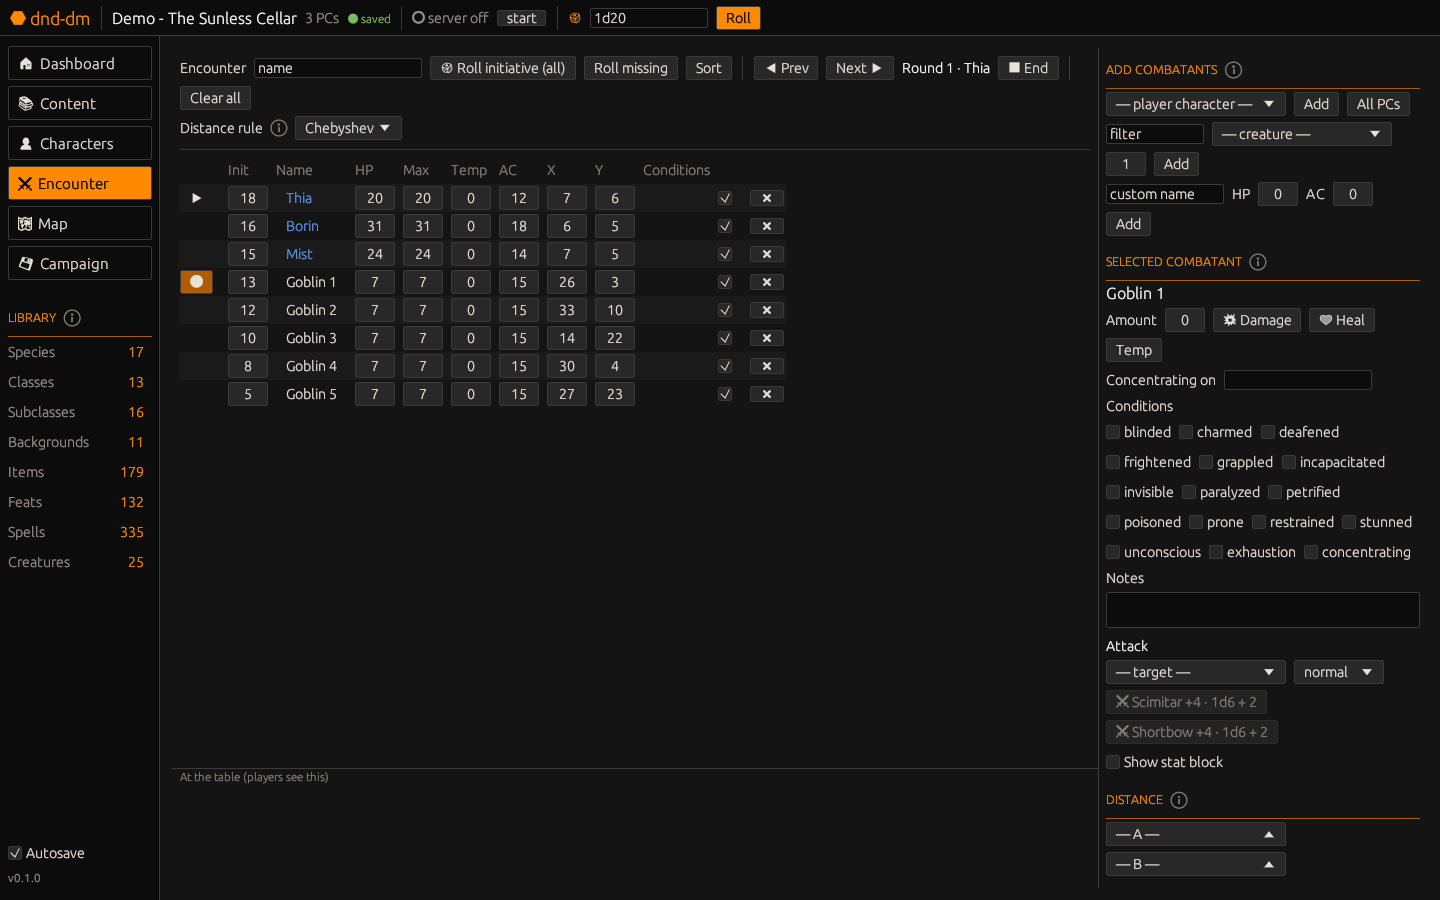 dnd-dm Demo - The Sunless Cellar 3 PCs saved server off start 1d20 Roll
Dashboard
Content
Characters
Encounter
Map
Campaign
LIBRARY
Species 17
Classes 13
Subclasses 16
Backgrounds 11
Items 179
Feats 132
Spells 335
Creatures 25
Autosave
v0.1.0
Encounter name Roll initiative (all) Roll missing Sort Prev Next Round 1 · Thia End
Clear all
Distance rule Chebyshev
Init Name HP Max Temp AC X Y Conditions
18 Thia 20 20 0 12 7 6
16 Borin 31 31 0 18 6 5
15 Mist 24 24 0 14 7 5
13 Goblin 1 7 7 0 15 26 3
12 Goblin 2 7 7 0 15 33 10
10 Goblin 3 7 7 0 15 14 22
8 Goblin 4 7 7 0 15 30 4
5 Goblin 5 7 7 0 15 27 23
At the table (players see this)
ADD COMBATANTS
— player character — Add All PCs
filter — creature —
1 Add
custom name HP 0 AC 0
Add
SELECTED COMBATANT
Goblin 1
Amount 0 Damage Heal
Temp
Concentrating on
Conditions
blinded charmed deafened
frightened grappled incapacitated
invisible paralyzed petrified
poisoned prone restrained stunned
unconscious exhaustion concentrating
Notes
Attack
— target — normal
Scimitar +4 · 1d6 + 2
Shortbow +4 · 1d6 + 2
Show stat block
DISTANCE
— A —
— B —